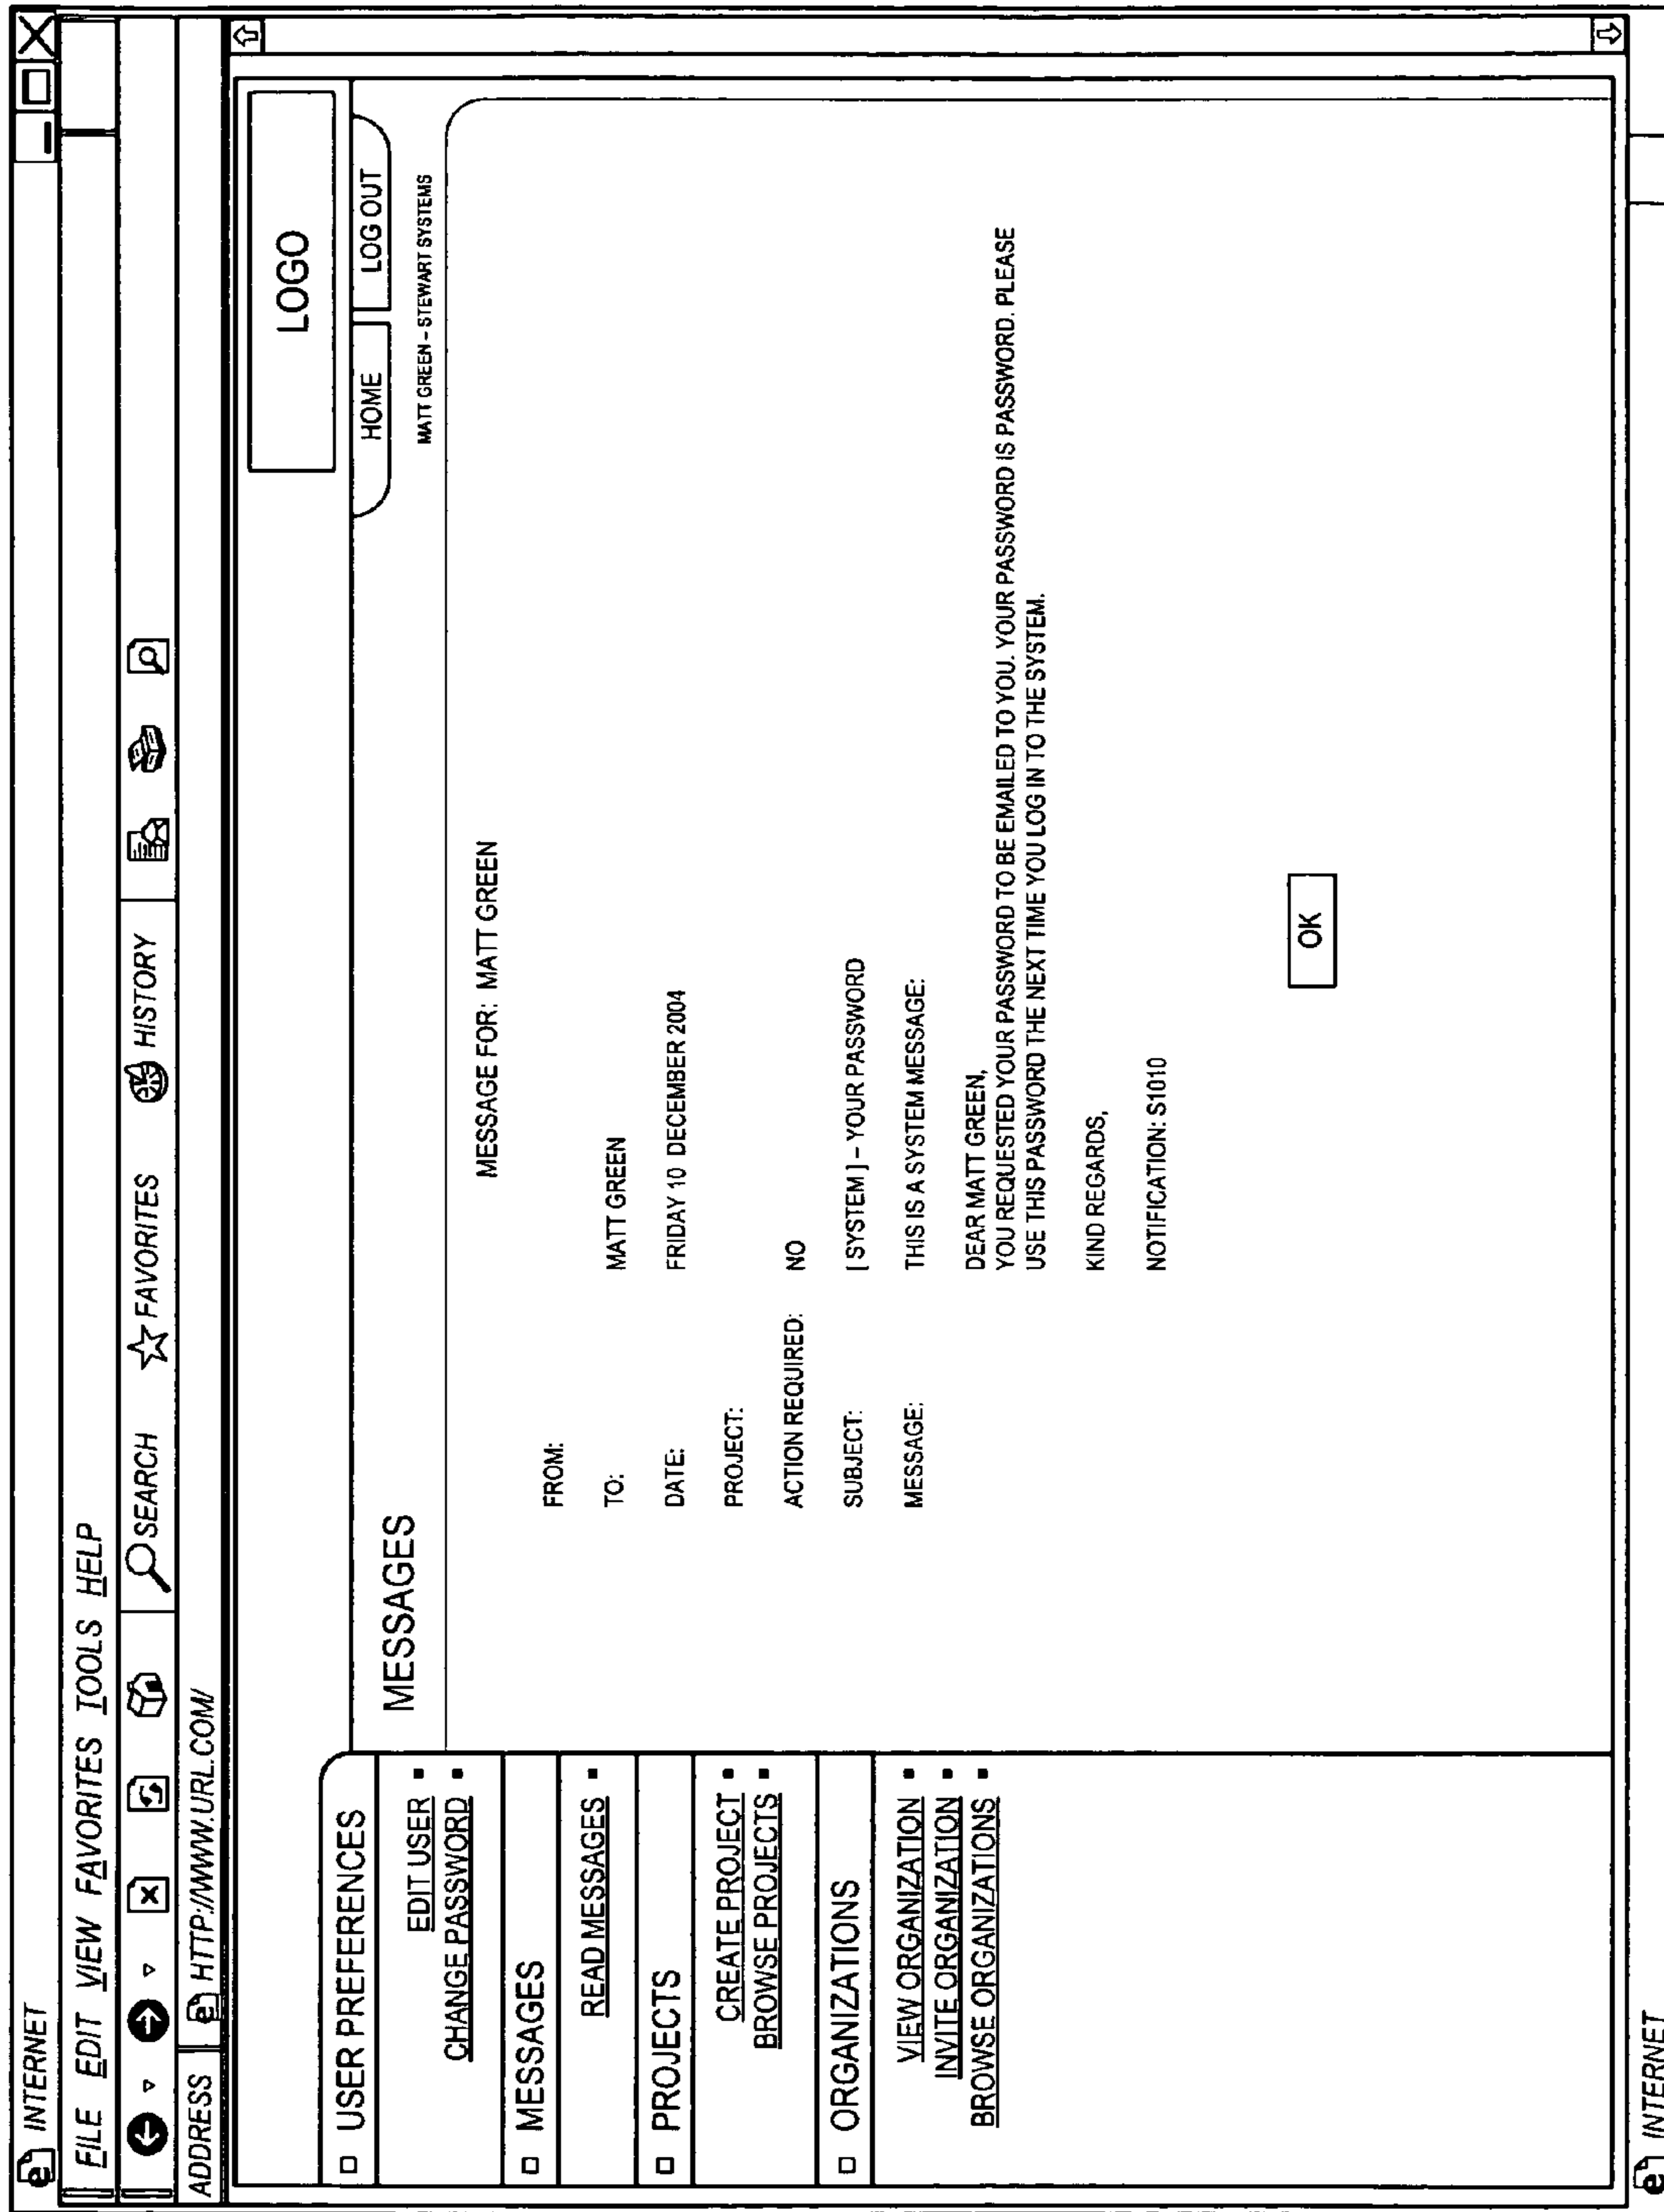 INTERNET
FILE EDIT VIEW FAVORITES TOOLS HELP
SEARCH FAVORITES HISTORY
ADDRESS HTTP://WWW.URL.COM/
LOGO
HOME LOG OUT
MATT GREEN – STEWART SYSTEMS
USER PREFERENCES
EDIT USER
CHANGE PASSWORD
MESSAGES
READ MESSAGES
PROJECTS
CREATE PROJECT
BROWSE PROJECTS
ORGANIZATIONS
VIEW ORGANIZATION
INVITE ORGANIZATION
BROWSE ORGANIZATIONS
MESSAGES
MESSAGE FOR: MATT GREEN
FROM:
TO: MATT GREEN
DATE: FRIDAY 10 DECEMBER 2004
PROJECT:
ACTION REQUIRED: NO
SUBJECT: [SYSTEM] – YOUR PASSWORD
MESSAGE: THIS IS A SYSTEM MESSAGE:
DEAR MATT GREEN,
YOU REQUESTED YOUR PASSWORD TO BE EMAILED TO YOU. YOUR PASSWORD IS PASSWORD. PLEASE
USE THIS PASSWORD THE NEXT TIME YOU LOG IN TO THE SYSTEM.
KIND REGARDS,
NOTIFICATION: S1010
OK
INTERNET